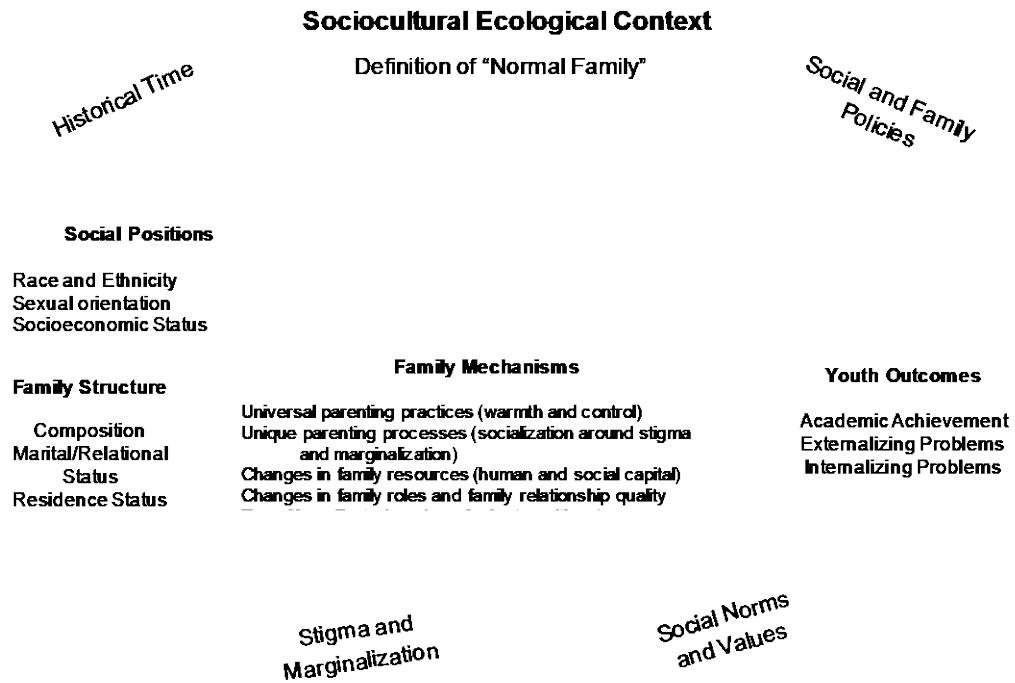 Sociocultural Ecological Context
Definition of “Normal Family”
Historical Time
Social and Family
Policies
Social Positions
Race and Ethnicity
Sexual orientation
Socioeconomic Status
Family Structure
Composition
Marital/Relational
Status
Residence Status
Family Mechanisms
Universal parenting practices (warmth and control)
Unique parenting processes (socialization around stigma
and marginalization)
Changes in family resources (human and social capital)
Changes in family roles and family relationship quality
Youth Outcomes
Academic Achievement
Externalizing Problems
Internalizing Problems
Stigma and
Marginalization
Social Norms
and Values